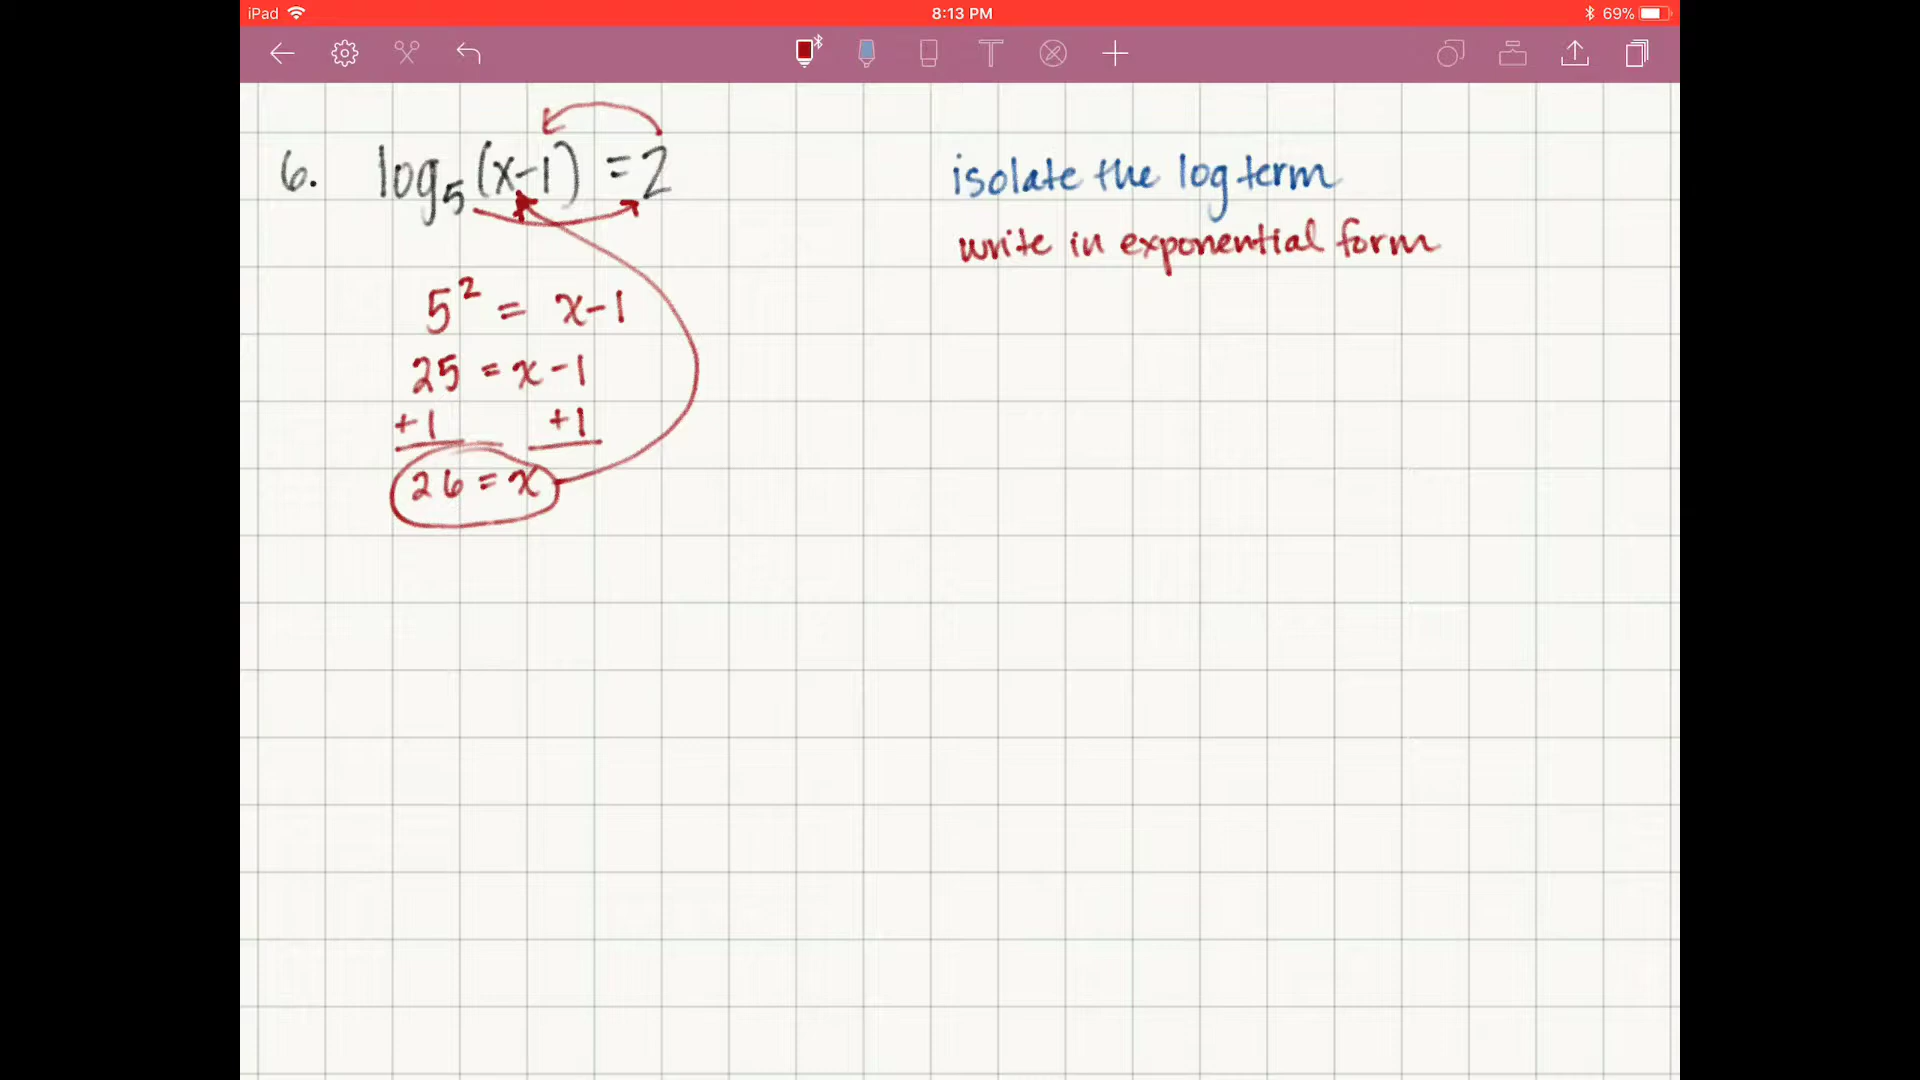 iPad
8:13 PM
69%
T
6. log₅(x-1) = 2
isolate the log term
write in exponential form
5² = x-1
25 = x-1
+1 +1
26 = x